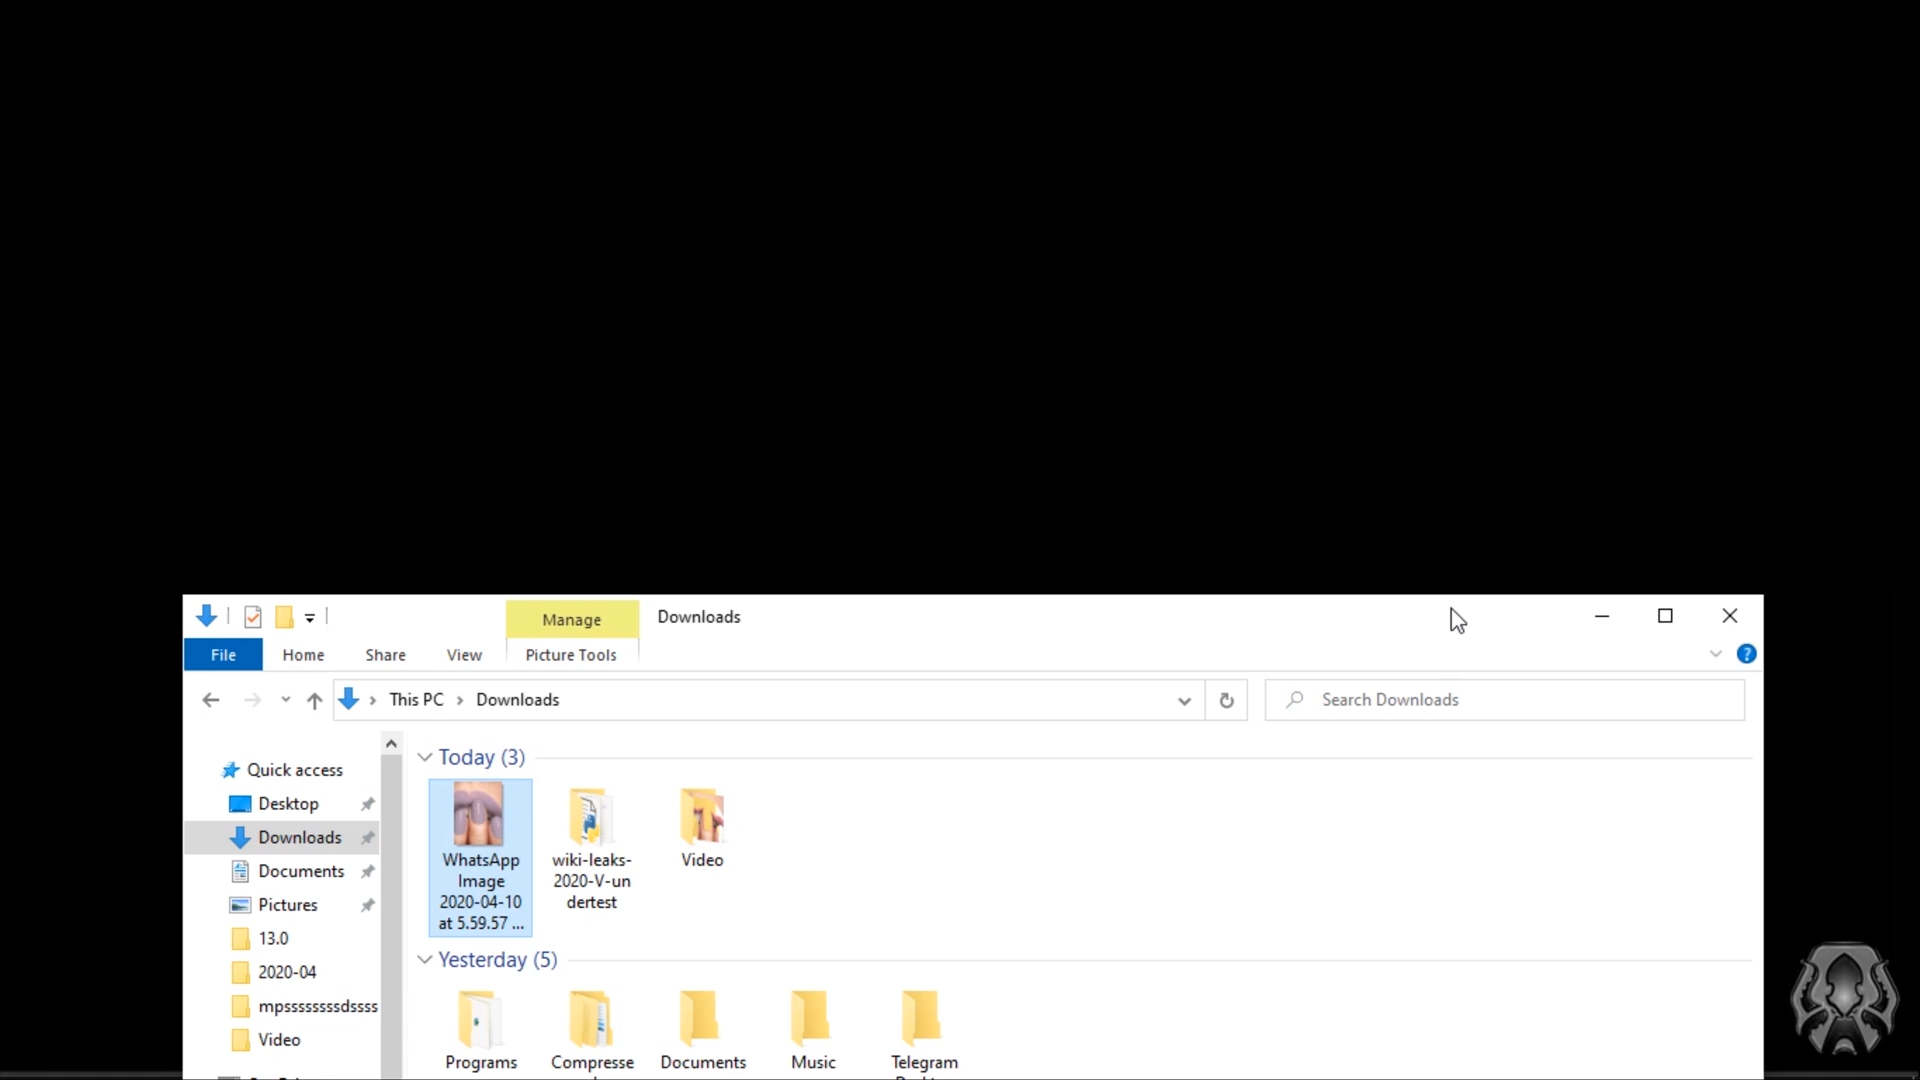 Manage
Downloads
File
Home
Share
View
Picture Tools
This PC
Downloads
Search Downloads
Quick access
Desktop
Downloads
Documents
Pictures
13.0
2020-04
mpssssssssdssss
Video
Today (3)
WhatsApp
Image
2020-04-10
at 5.59.57 ...
wiki-leaks-
2020-V-un
dertest
Video
Yesterday (5)
Programs
Compresse
Documents
Music
Telegram